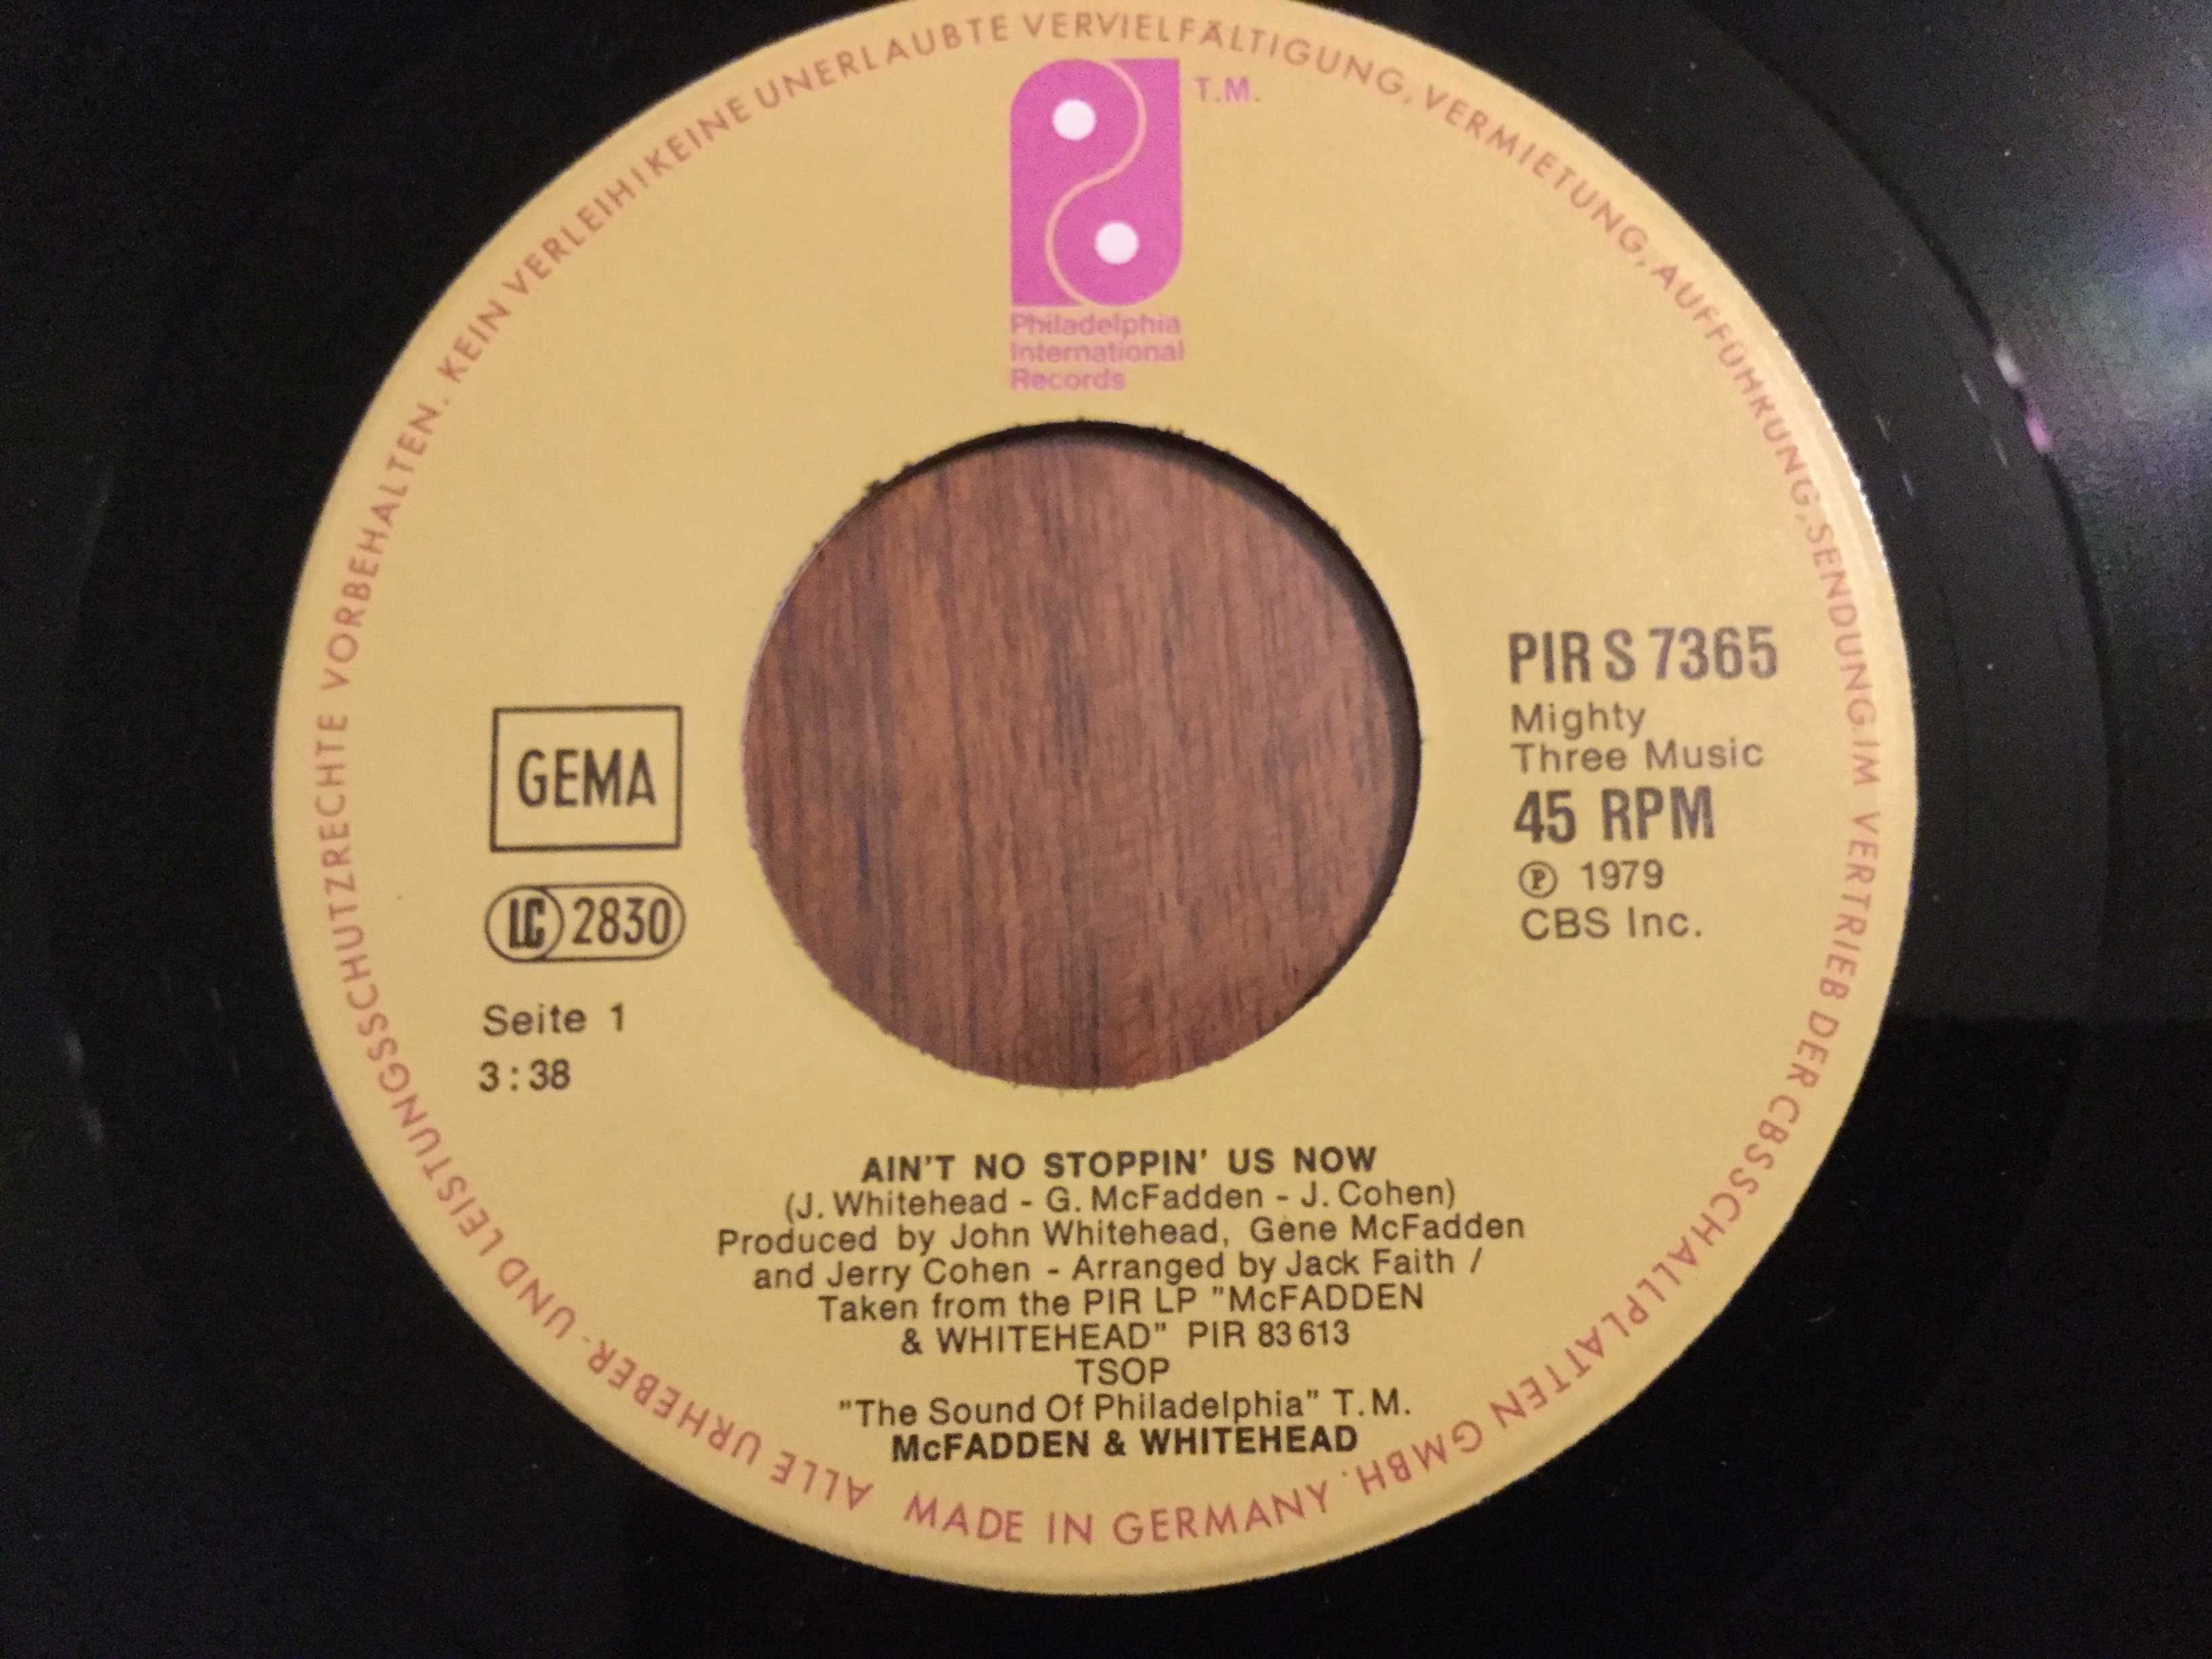 T.M.
Philadelphia
International
Records
PIR S 7365
Mighty
Three Music
45 RPM
Ⓟ 1979
CBS Inc.
GEMA
LC 2830
Seite 1
3:38
AIN'T NO STOPPIN' US NOW
(J. Whitehead - G. McFadden - J. Cohen)
Produced by John Whitehead, Gene McFadden
and Jerry Cohen - Arranged by Jack Faith /
Taken from the PIR LP "McFADDEN
& WHITEHEAD" PIR 83613
TSOP
"The Sound Of Philadelphia" T.M.
McFADDEN & WHITEHEAD
ALLE URHEBER- UND LEISTUNGSSCHUTZRECHTE VORBEHALTEN. KEIN VERLEIH! KEINE UNERLAUBTE VERVIELFÄLTIGUNG, VERMIETUNG, AUFFÜHRUNG, SENDUNG. IM VERTRIEB DER CBS SCHALLPLATTEN GMBH. MADE IN GERMANY